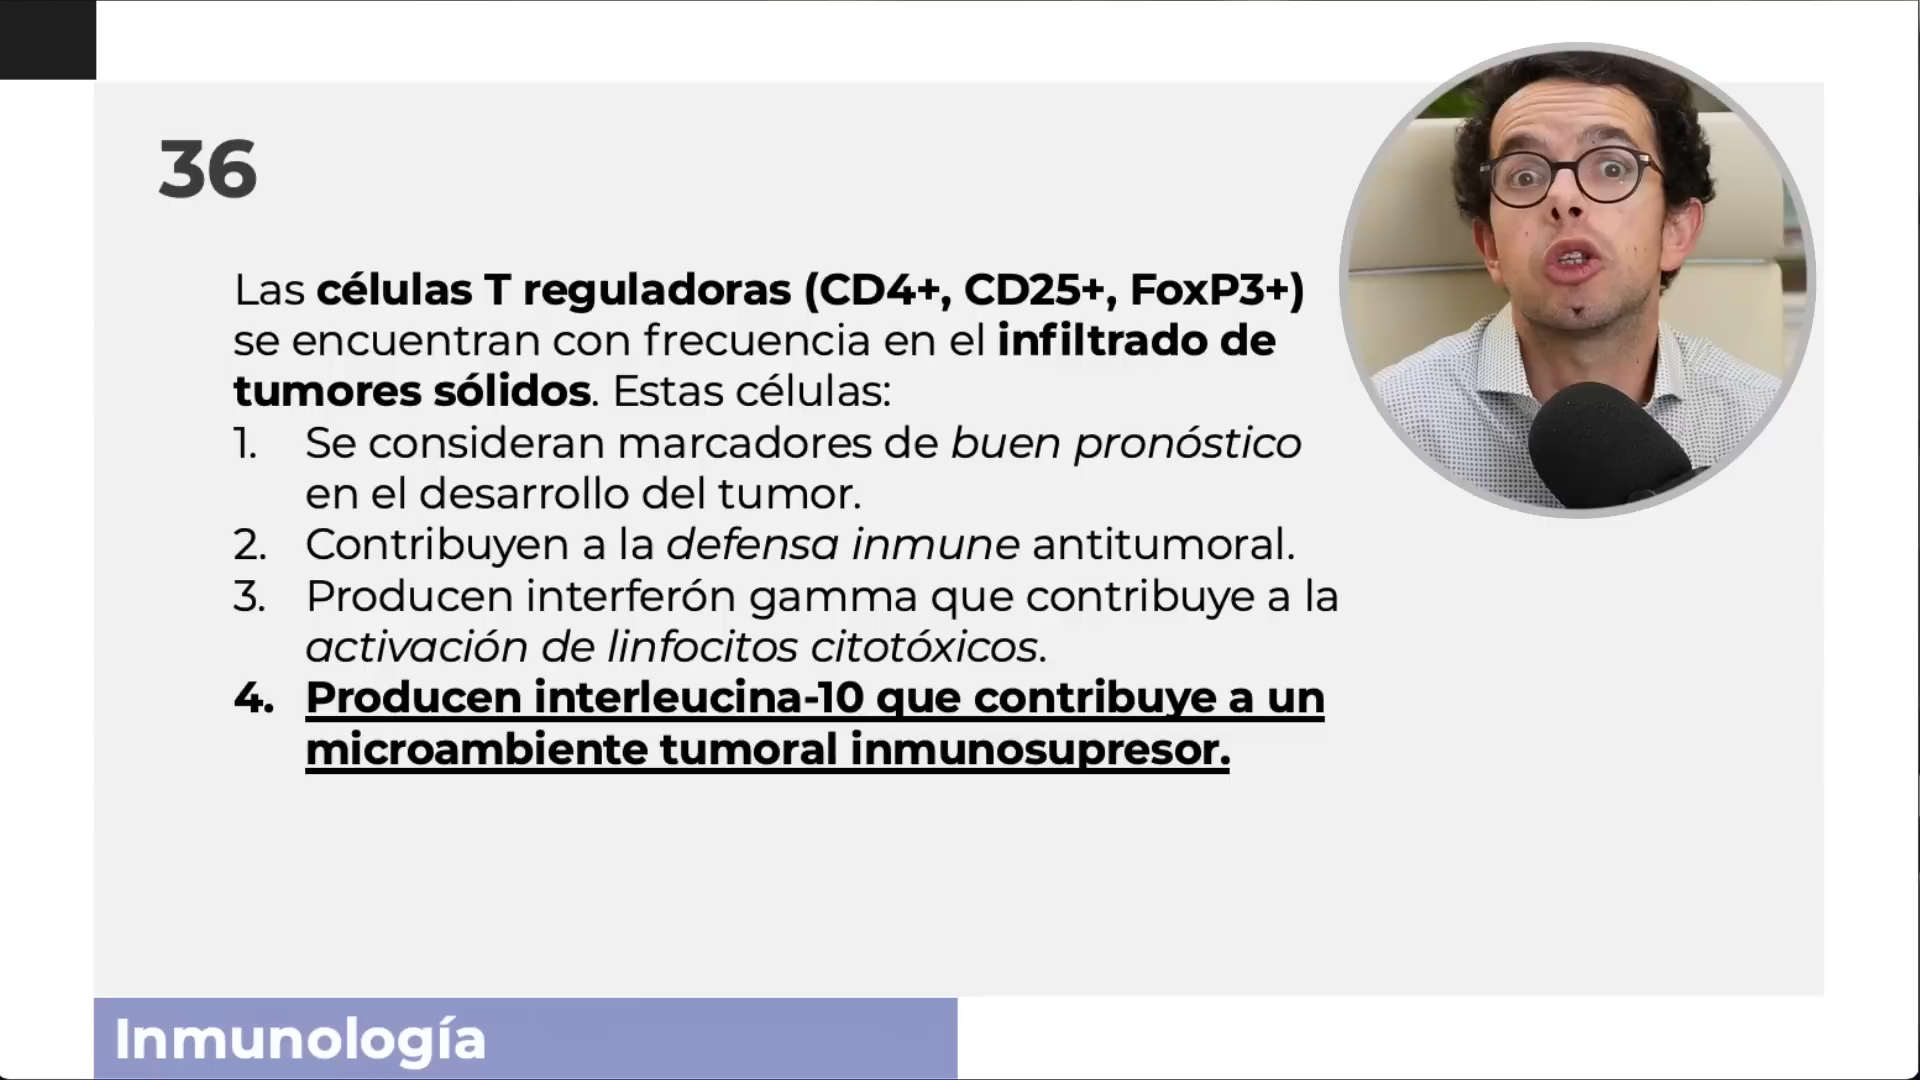 36
Las células T reguladoras (CD4+, CD25+, FoxP3+)
se encuentran con frecuencia en el infiltrado de
tumores sólidos. Estas células:
1. Se consideran marcadores de buen pronóstico
en el desarrollo del tumor.
2. Contribuyen a la defensa inmune antitumoral.
3. Producen interferón gamma que contribuye a la
activación de linfocitos citotóxicos.
4. Producen interleucina-10 que contribuye a un
microambiente tumoral inmunosupresor.
Inmunología